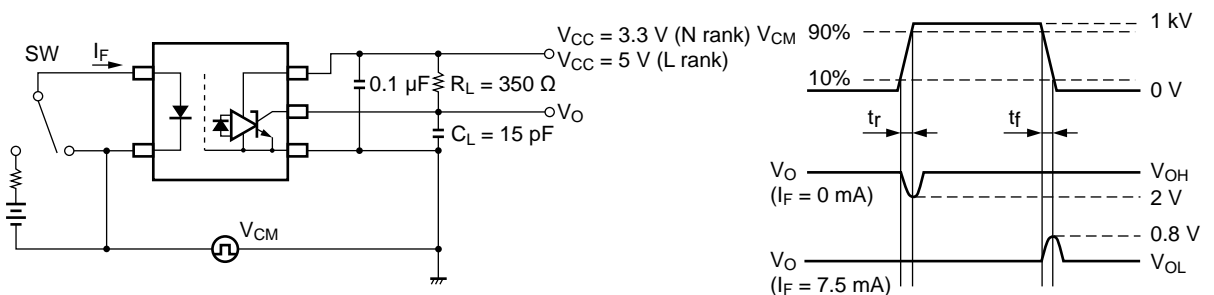 SW
I_F
V_CC = 3.3 V (N rank)
V_CC = 5 V (L rank)
0.1 µF
R_L = 350 Ω
V_O
C_L = 15 pF
V_CM
V_CM
90%
10%
1 kV
0 V
t_r
t_f
V_O
(I_F = 0 mA)
V_OH
2 V
0.8 V
V_O
(I_F = 7.5 mA)
V_OL